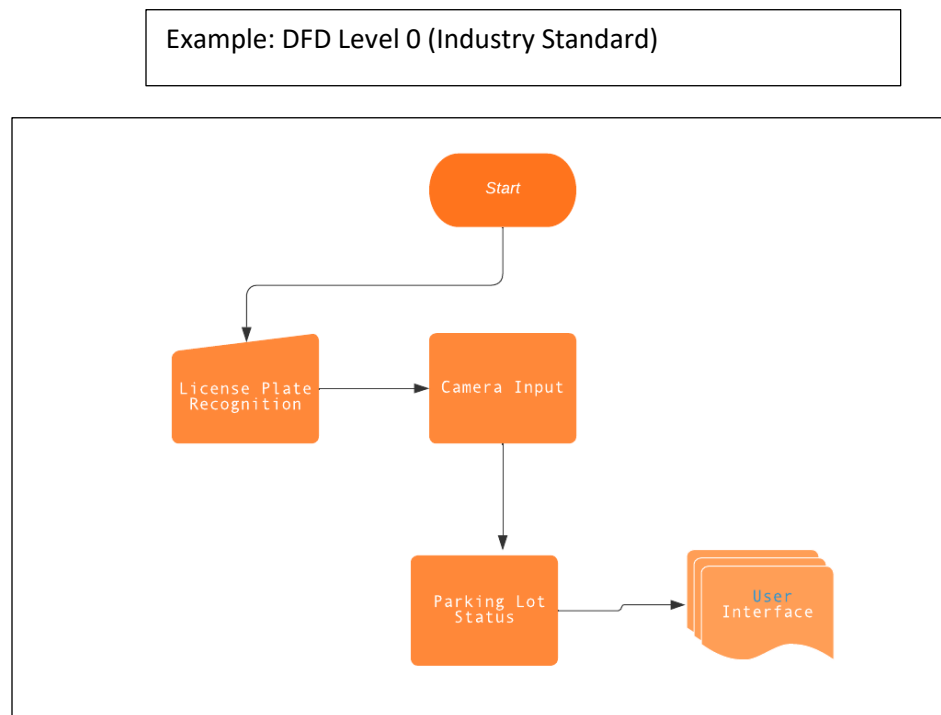 Example: DFD Level 0 (Industry Standard)
Start
License Plate
Recognition
Camera Input
Parking Lot
Status
User
Interface